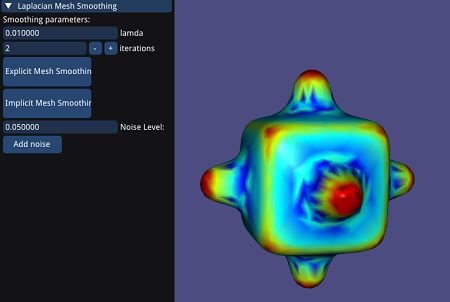 Laplacian Mesh Smoothing
Smoothing parameters:
0.010000 lamda
2 - + iterations
Explicit Mesh Smoothin
Implicit Mesh Smoothin
0.050000 Noise Level:
Add noise